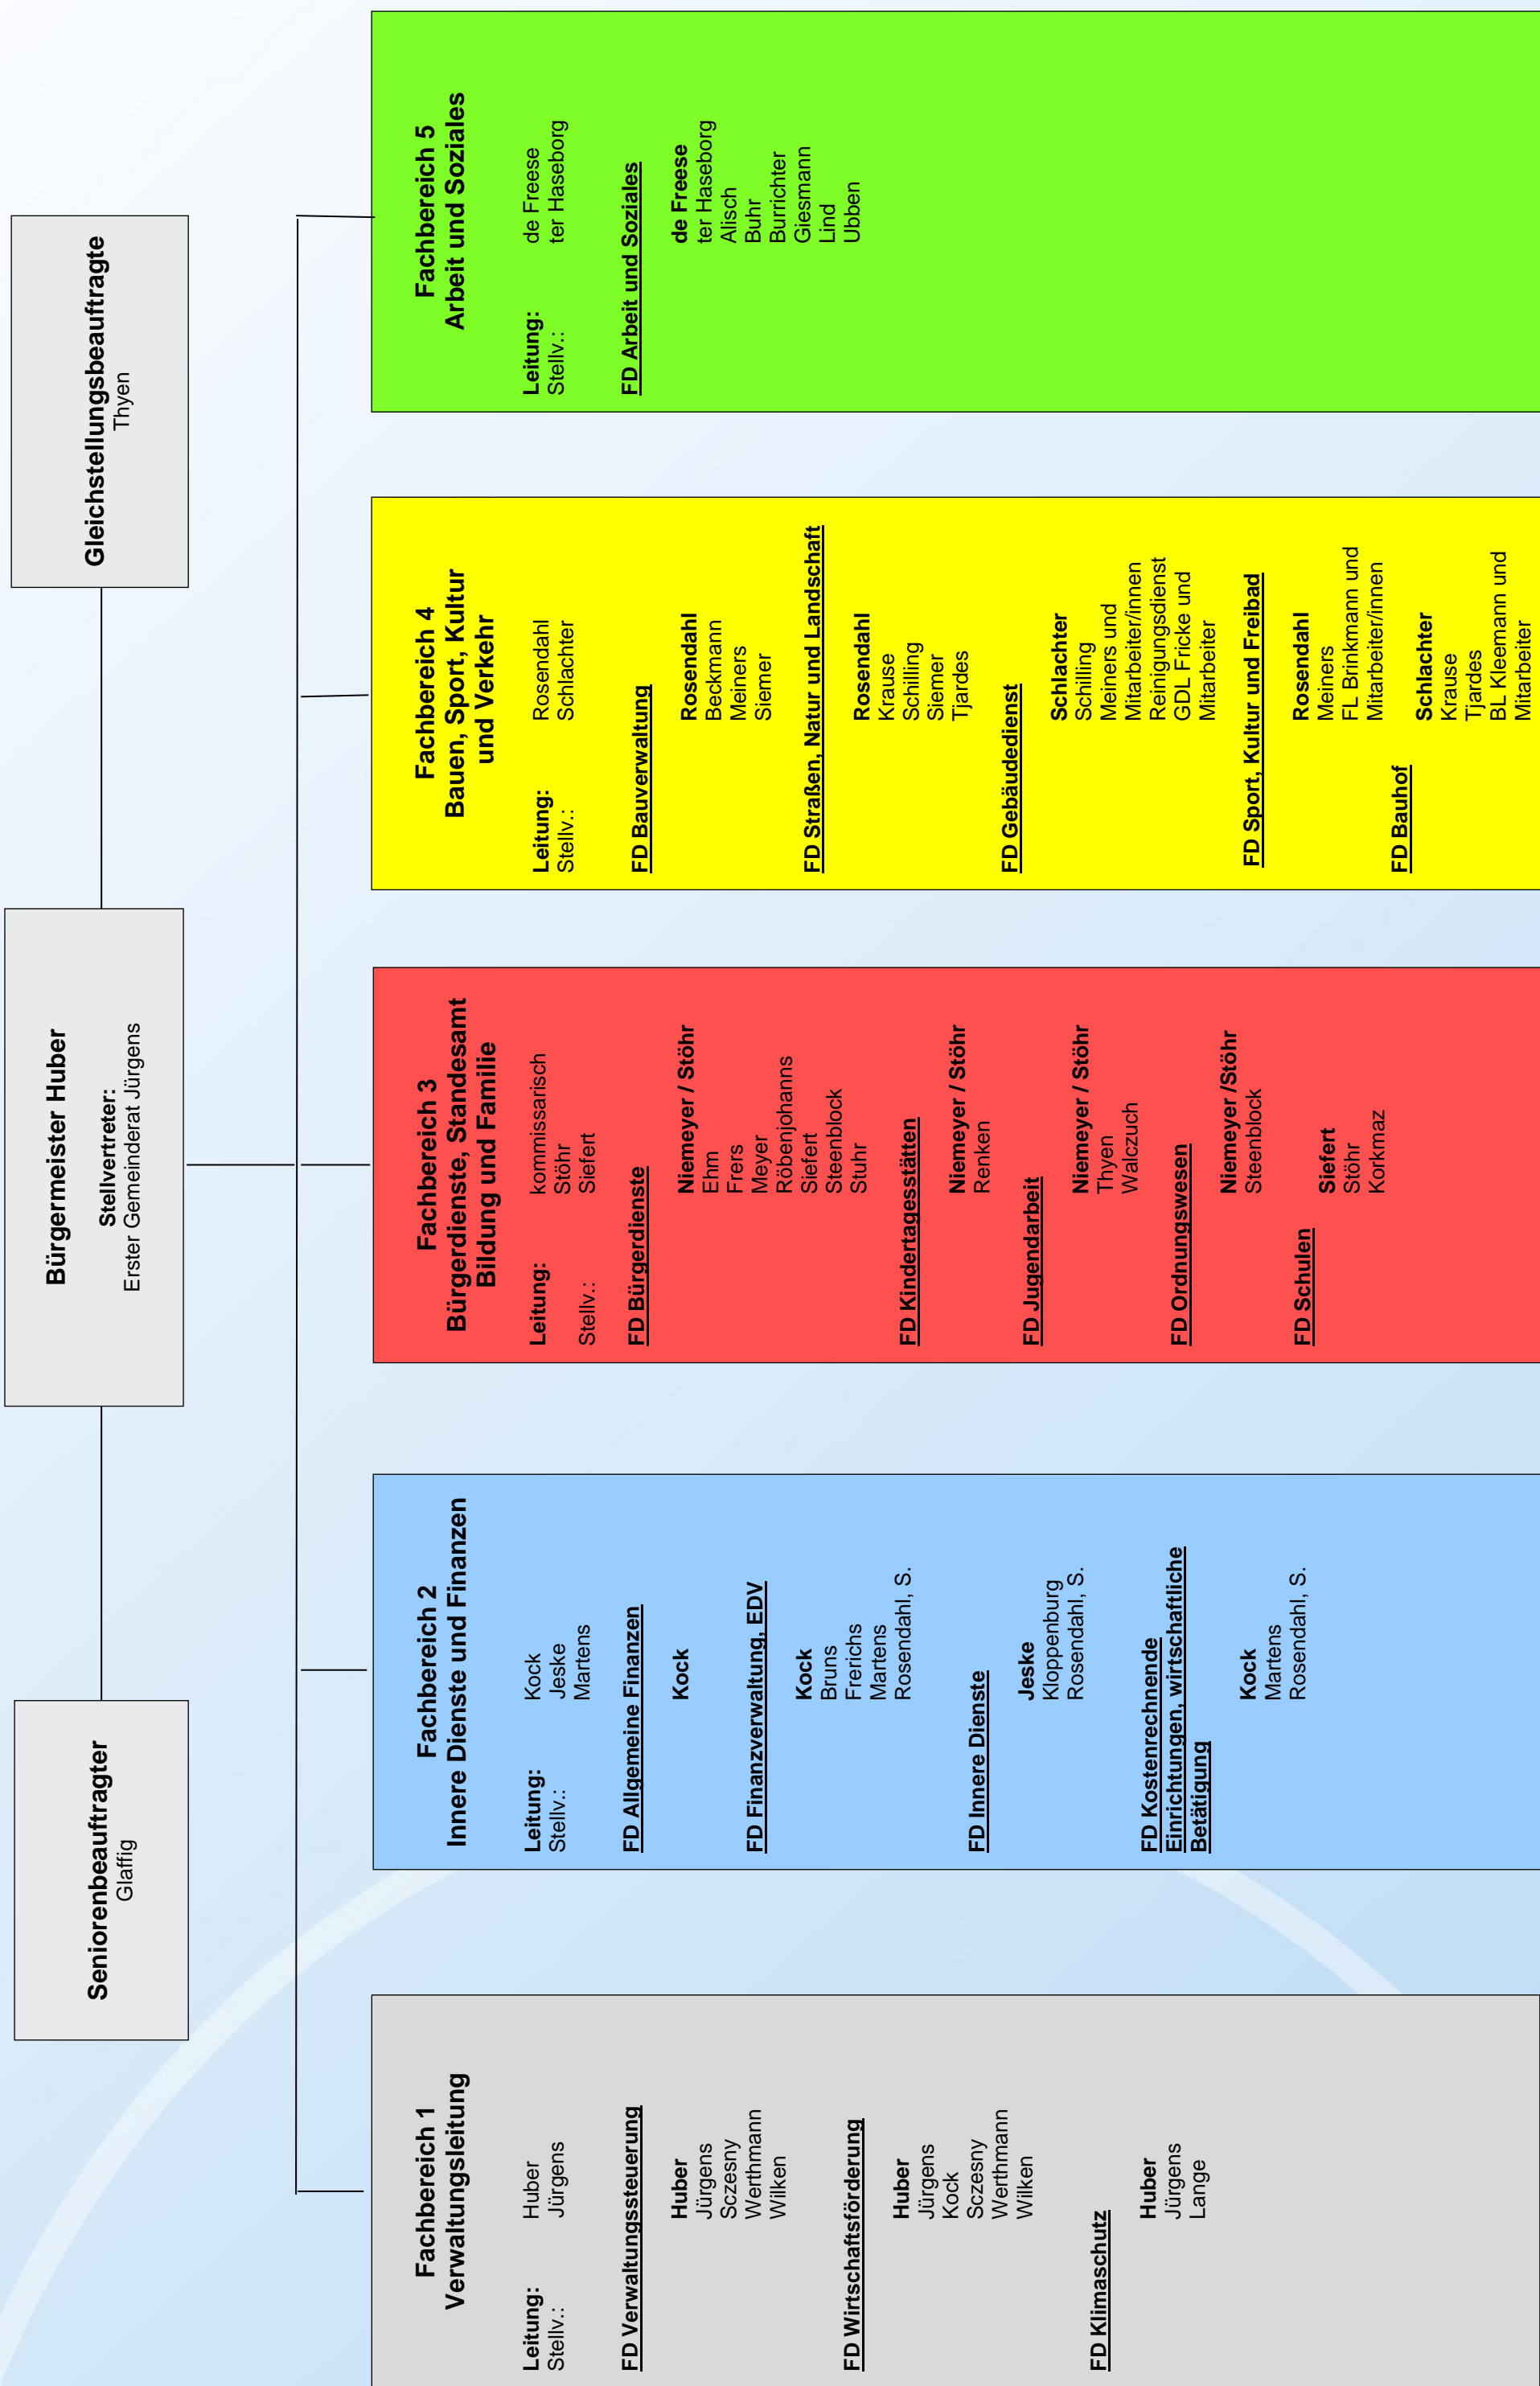 Seniorenbeauftragter
Glaffig
Bürgermeister Huber
Stellvertreter:
Erster Gemeinderat Jürgens
Gleichstellungsbeauftragte
Thyen
Fachbereich 1
Verwaltungsleitung
Leitung: Huber
Stellv.: Jürgens
FD Verwaltungssteuerung
Huber
Jürgens
Sczesny
Werthmann
Wilken
FD Wirtschaftsförderung
Huber
Jürgens
Kock
Sczesny
Werthmann
Wilken
FD Klimaschutz
Huber
Jürgens
Lange
Fachbereich 2
Innere Dienste und Finanzen
Leitung: Kock
Stellv.: Jeske
Martens
FD Allgemeine Finanzen
Kock
FD Finanzverwaltung, EDV
Kock
Bruns
Frerichs
Martens
Rosendahl, S.
FD Innere Dienste
Jeske
Kloppenburg
Rosendahl, S.
FD Kostenrechnende
Einrichtungen, wirtschaftliche
Betätigung
Kock
Martens
Rosendahl, S.
Fachbereich 3
Bürgerdienste, Standesamt
Bildung und Familie
Leitung: kommissarisch
Stöhr
Stellv.: Siefert
FD Bürgerdienste
Niemeyer / Stöhr
Ehm
Frers
Meyer
Röbenjohanns
Siefert
Steenblock
Stuhr
FD Kindertagesstätten
Niemeyer / Stöhr
Renken
FD Jugendarbeit
Niemeyer / Stöhr
Thyen
Walczuch
FD Ordnungswesen
Niemeyer /Stöhr
Steenblock
FD Schulen
Siefert
Stöhr
Korkmaz
Fachbereich 4
Bauen, Sport, Kultur
und Verkehr
Leitung: Rosendahl
Stellv.: Schlachter
FD Bauverwaltung
Rosendahl
Beckmann
Meiners
Siemer
FD Straßen, Natur und Landschaft
Rosendahl
Krause
Schilling
Siemer
Tjardes
FD Gebäudedienst
Schlachter
Schilling
Meiners und
Mitarbeiter/innen
Reinigungsdienst
GDL Fricke und
Mitarbeiter
FD Sport, Kultur und Freibad
Rosendahl
Meiners
FL Brinkmann und
Mitarbeiter/innen
FD Bauhof
Schlachter
Krause
Tjardes
BL Kleemann und
Mitarbeiter
Fachbereich 5
Arbeit und Soziales
Leitung: de Freese
Stellv.: ter Haseborg
FD Arbeit und Soziales
de Freese
ter Haseborg
Alisch
Buhr
Burrichter
Giesmann
Lind
Ubben